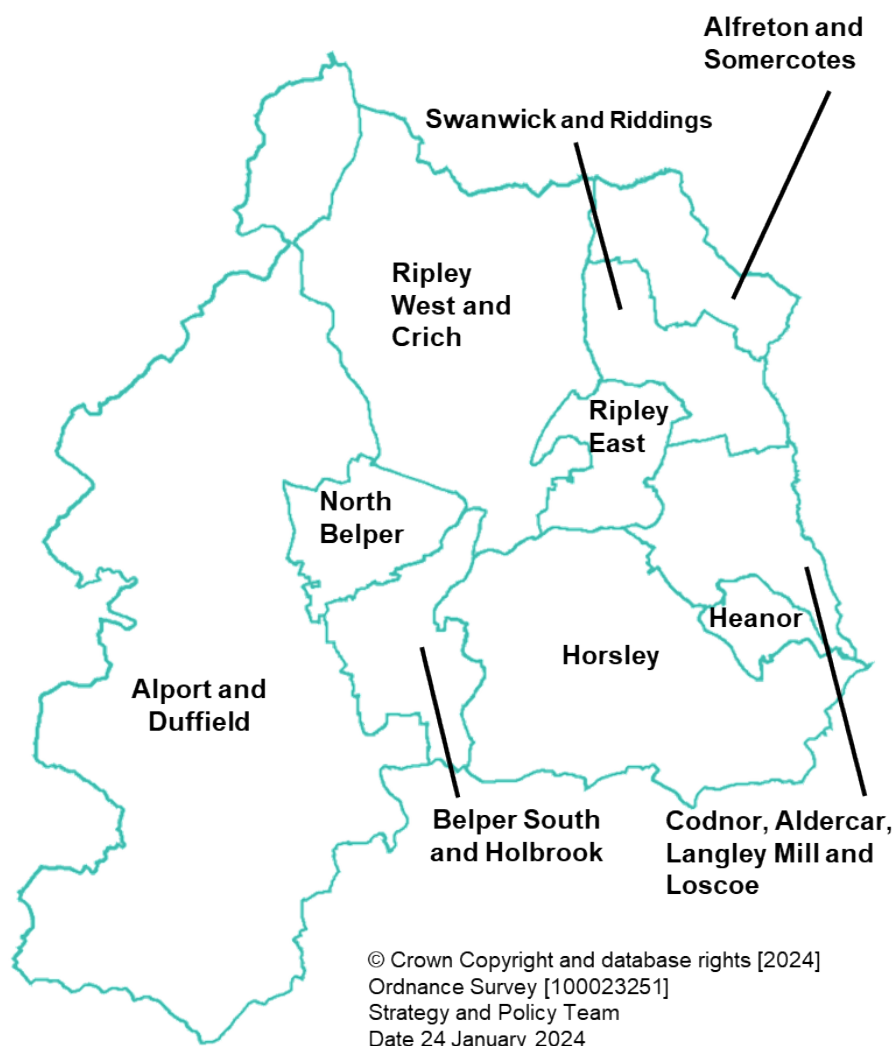 Alfreton and
Somercotes
Swanwick and Riddings
Ripley
West and
Crich
Ripley
East
North
Belper
Heanor
Horsley
Alport and
Duffield
Belper South
and Holbrook
Codnor, Aldercar,
Langley Mill and
Loscoe
© Crown Copyright and database rights [2024]
Ordnance Survey [100023251]
Strategy and Policy Team
Date 24 January 2024